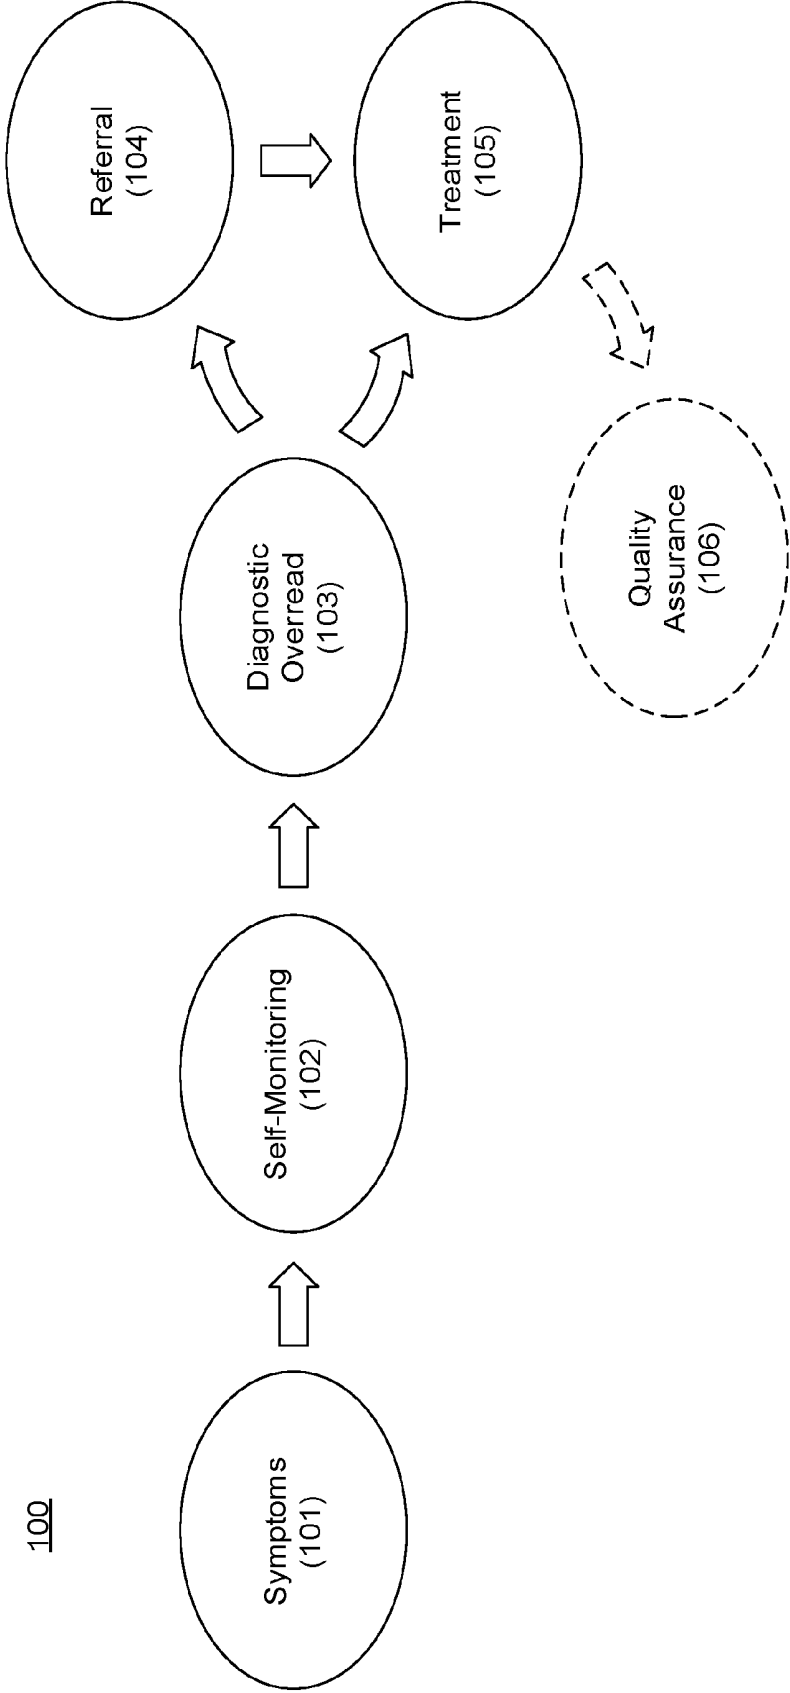 100
Symptoms
(101)
Self-Monitoring
(102)
Diagnostic
Overread
(103)
Referral
(104)
Treatment
(105)
Quality
Assurance
(106)